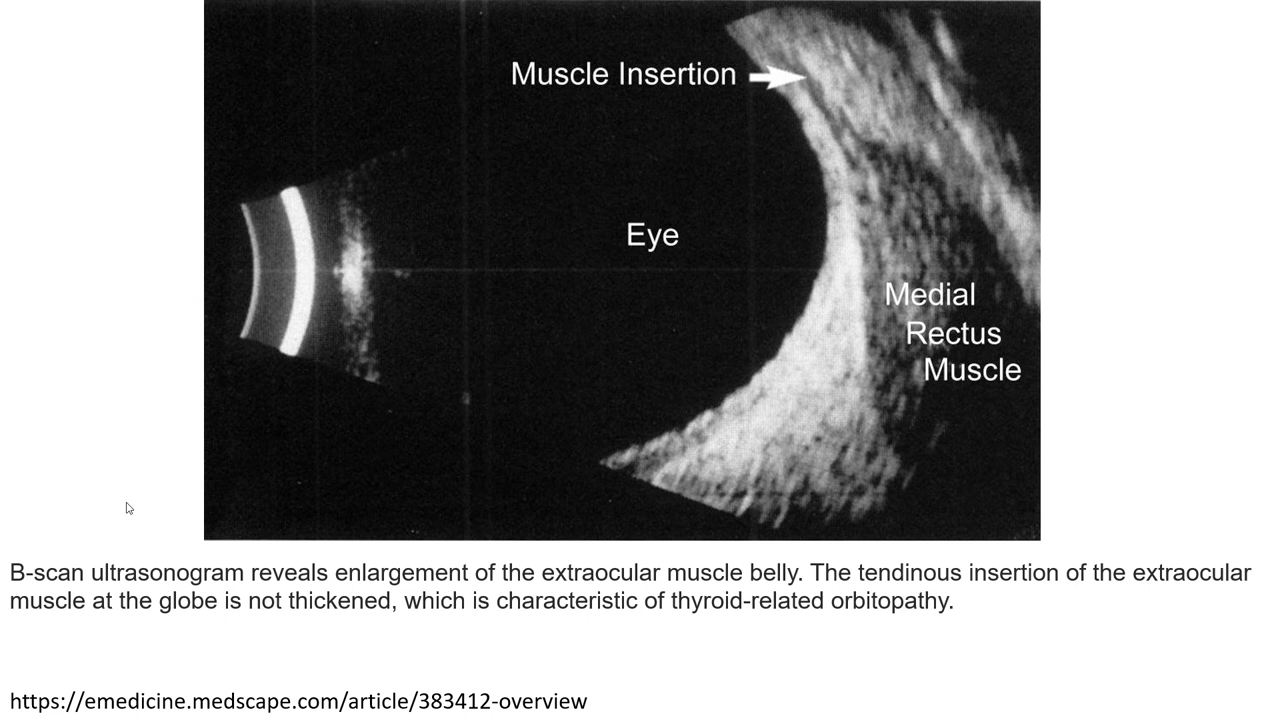 Muscle Insertion
Eye
Medial
Rectus
Muscle
B-scan ultrasonogram reveals enlargement of the extraocular muscle belly. The tendinous insertion of the extraocular
muscle at the globe is not thickened, which is characteristic of thyroid-related orbitopathy.
https://emedicine.medscape.com/article/383412-overview